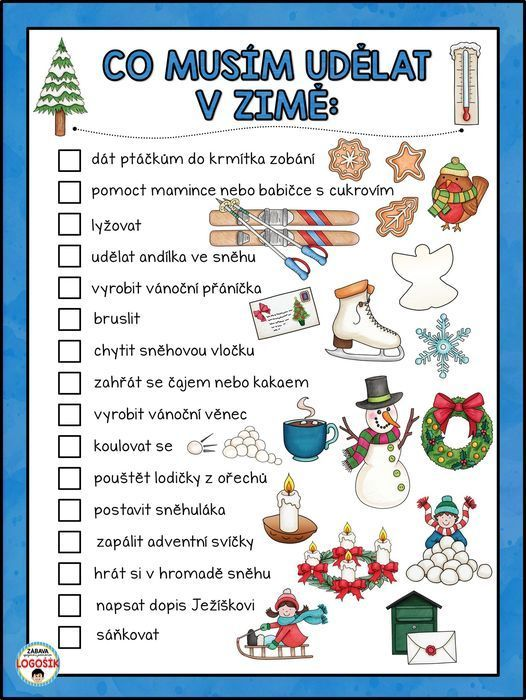 CO MUSÍM UDĚLAT
V ZIMĚ:
dát ptáčkům do krmítka zobání
pomoct mamince nebo babičce s cukrovím
lyžovat
udělat andílka ve sněhu
vyrobit vánoční přáníčka
bruslit
chytit sněhovou vločku
zahřát se čajem nebo kakaem
vyrobit vánoční věnec
koulovat se
pouštět lodičky z ořechů
postavit sněhuláka
zapálit adventní svíčky
hrát si v hromadě sněhu
napsat dopis Ježíškovi
sáňkovat
ZÁBAVA
LOGOŠÍK